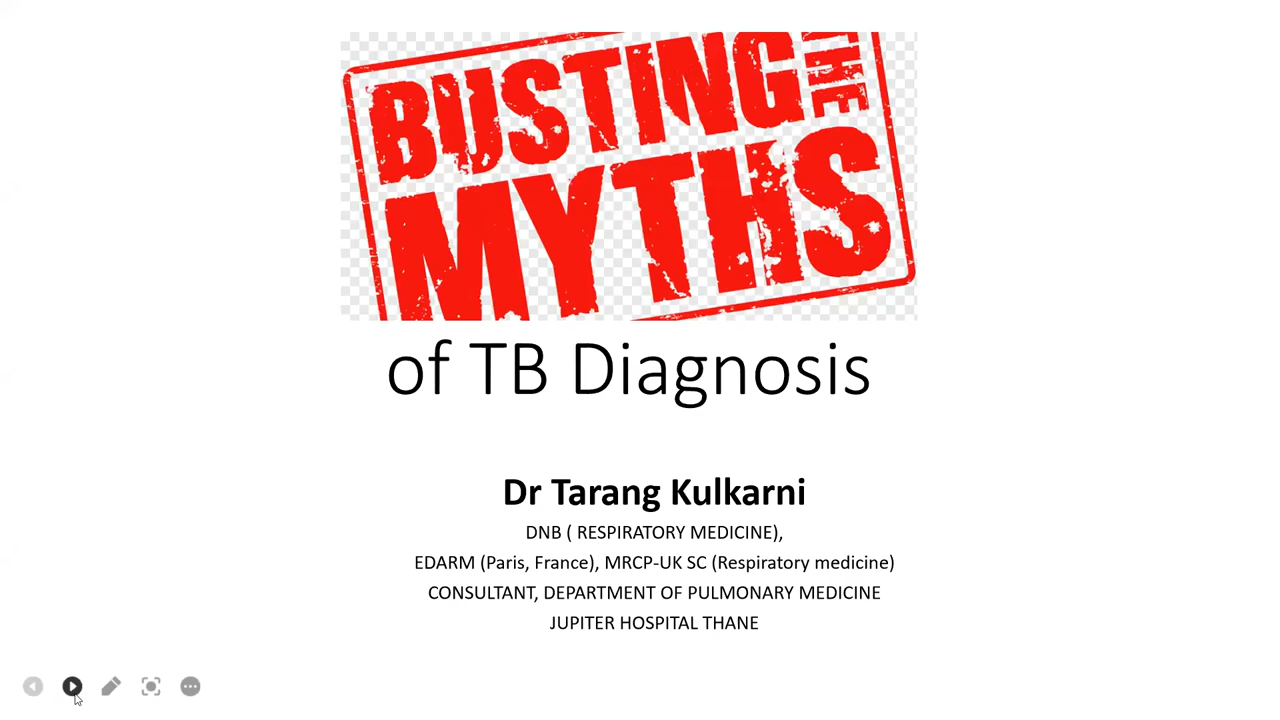 BUSTING THE
MYTHS
of TB Diagnosis
Dr Tarang Kulkarni
DNB ( RESPIRATORY MEDICINE),
EDARM (Paris, France), MRCP-UK SC (Respiratory medicine)
CONSULTANT, DEPARTMENT OF PULMONARY MEDICINE
JUPITER HOSPITAL THANE